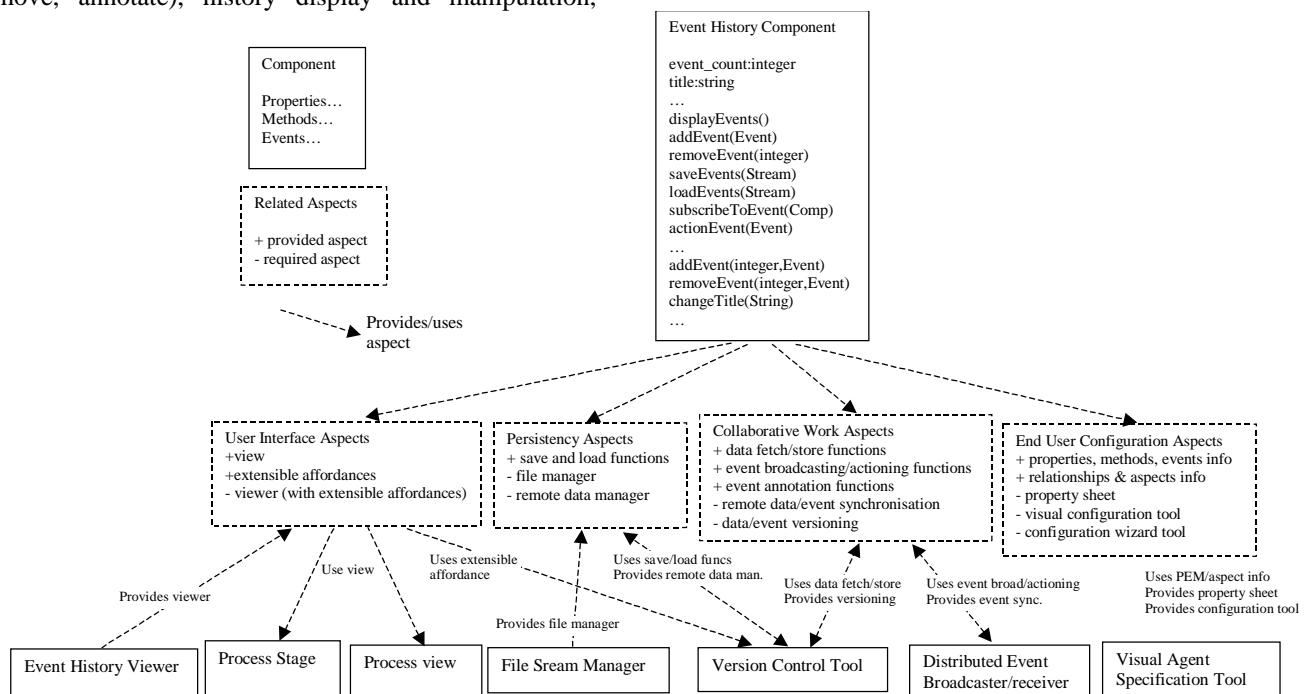 move, annotate), history display and manipulation,
Component
Properties…
Methods…
Events…
Related Aspects
+ provided aspect
- required aspect
Provides/uses
aspect
Event History Component
event_count:integer
title:string
…
displayEvents()
addEvent(Event)
removeEvent(integer)
saveEvents(Stream)
loadEvents(Stream)
subscribeToEvent(Comp)
actionEvent(Event)
…
addEvent(integer,Event)
removeEvent(integer,Event)
changeTitle(String)
…
User Interface Aspects
+view
+extensible affordances
- viewer (with extensible affordances)
Persistency Aspects
+ save and load functions
- file manager
- remote data manager
Collaborative Work Aspects
+ data fetch/store functions
+ event broadcasting/actioning functions
+ event annotation functions
- remote data/event synchronisation
- data/event versioning
End User Configuration Aspects
+ properties, methods, events info
+ relationships & aspects info
- property sheet
- visual configuration tool
- configuration wizard tool
Provides viewer
Use view
Uses extensible
affordance
Provides file manager
Uses save/load funcs
Provides remote data man.
Uses data fetch/store
Provides versioning
Uses event broad/actioning
Provides event sync.
Uses PEM/aspect info
Provides property sheet
Provides configuration tool
Event History Viewer
Process Stage
Process view
File Sream Manager
Version Control Tool
Distributed Event
Broadcaster/receiver
Visual Agent
Specification Tool